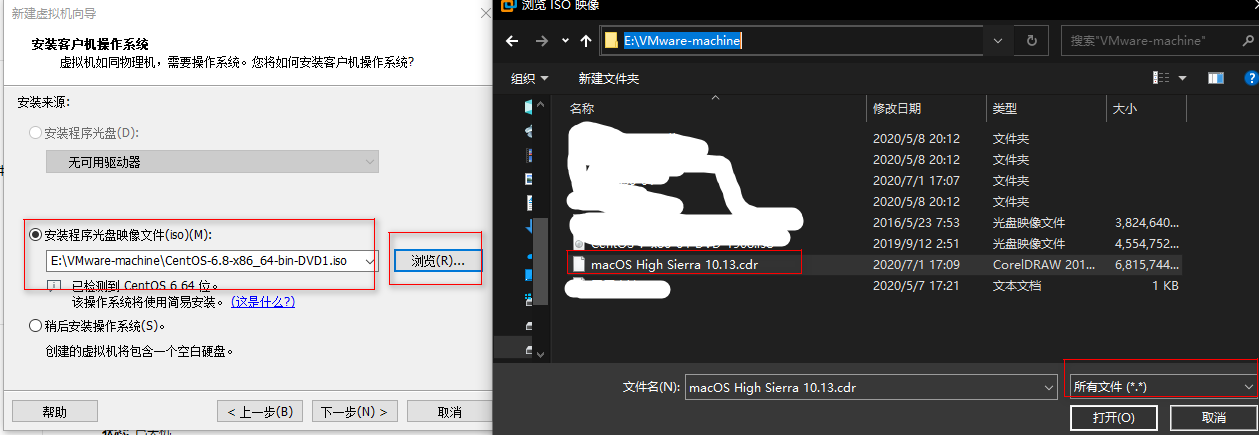 新建虚拟机向导
安装客户机操作系统
虚拟机如同物理机，需要操作系统。您将如何安装客户机操作系统?
安装来源:
安装程序光盘(D):
无可用驱动器
安装程序光盘映像文件(iso)(M):
E:\VMware-machine\CentOS-6.8-x86_64-bin-DVD1.iso
浏览(R)...
已检测到 CentOS 6 64 位。
该操作系统将使用简易安装。 (这是什么?)
稍后安装操作系统(S)。
创建的虚拟机将包含一个空白硬盘。
帮助
< 上一步(B)
下一步(N) >
取消
浏览 ISO 映像
E:\VMware-machine
搜索"VMware-machine"
组织
新建文件夹
名称 修改日期 类型 大小
2020/5/8 20:12 文件夹
2020/5/8 20:12 文件夹
2020/7/1 17:07 文件夹
2020/5/8 20:12 文件夹
2016/5/23 7:53 光盘映像文件 3,824,640...
2019/9/12 2:51 光盘映像文件 4,554,752...
macOS High Sierra 10.13.cdr 2020/7/1 17:09 CorelDRAW 201... 6,815,744...
2020/5/7 17:21 文本文档 1 KB
文件名(N): macOS High Sierra 10.13.cdr
所有文件 (*.*)
打开(O)
取消